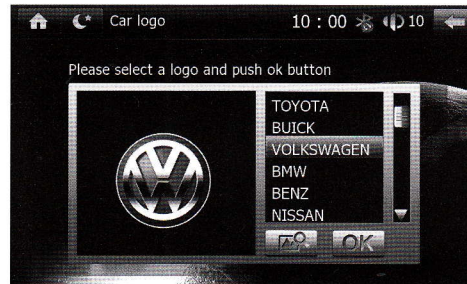 Car logo 10 : 00 10
Please select a logo and push ok button
TOYOTA
BUICK
VOLKSWAGEN
BMW
BENZ
NISSAN
OK